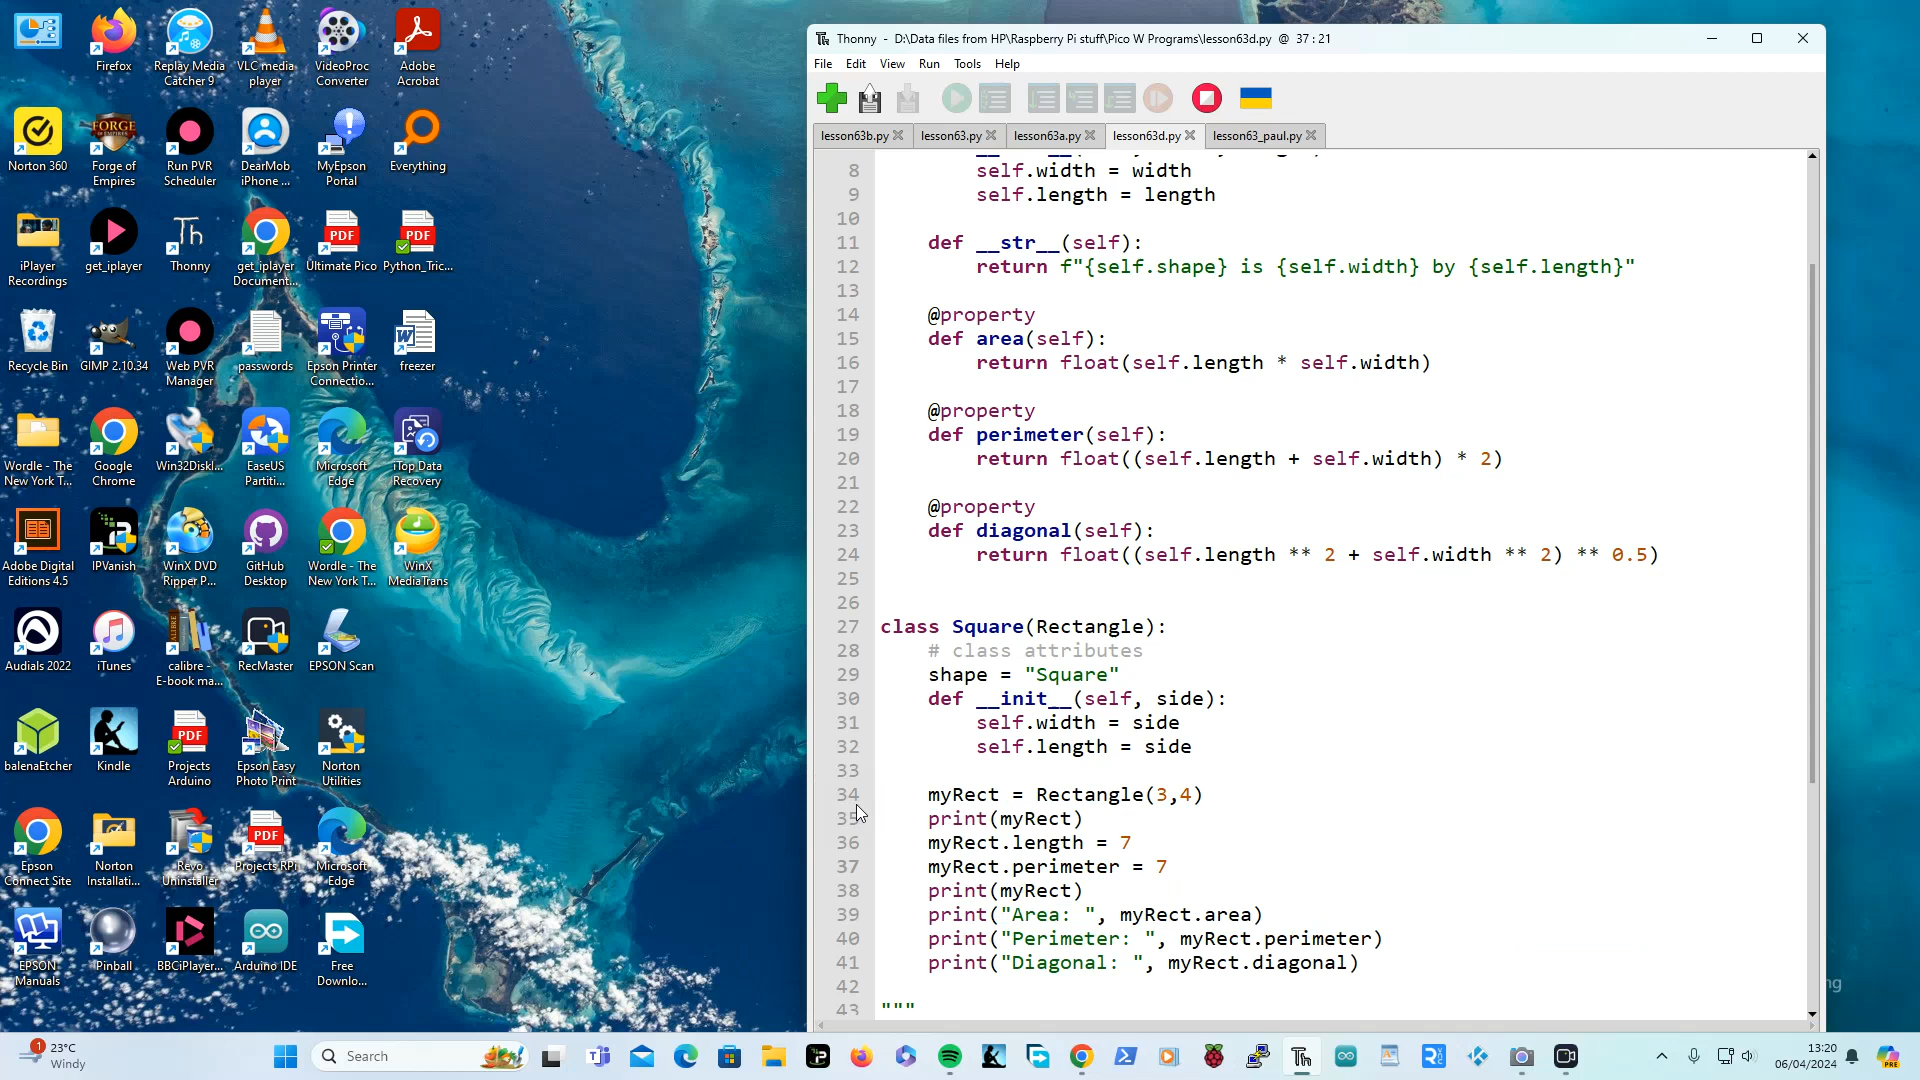 Firefox
Replay Media Catcher 9
VLC media player
VideoProc Converter
Adobe Acrobat
Norton 360
Forge of Empires
Run PVR Scheduler
DearMob iPhone ...
MyEpson Portal
Everything
iPlayer Recordings
get_iplayer
Thonny
get_iplayer Document...
Ultimate Pico
Python_Tric...
Recycle Bin
GIMP 2.10.34
Web PVR Manager
passwords
Epson Printer Connectio...
freezer
Wordle - The New York T...
Google Chrome
Win32DiskI...
EaseUS Partiti...
Microsoft Edge
iTop Data Recovery
Adobe Digital Editions 4.5
IPVanish
WinX DVD Ripper P...
GitHub Desktop
Wordle - The New York T...
WinX MediaTrans
Audials 2022
iTunes
calibre - E-book ma...
RecMaster
EPSON Scan
balenaEtcher
Kindle
Projects Arduino
Epson Easy Photo Print
Norton Utilities
Epson Connect Site
Norton Installati...
Revo Uninstaller
Projects RPi
Microsoft Edge
EPSON Manuals
Pinball
BBCiPlayer...
Arduino IDE
Free Downlo...
Thonny - D:\Data files from HP\Raspberry Pi stuff\Pico W Programs\lesson63d.py @ 37 : 21
File Edit View Run Tools Help
lesson63b.py lesson63.py lesson63a.py lesson63d.py lesson63_paul.py
8 self.width = width
9 self.length = length
10
11 def __str__(self):
12 return f"{self.shape} is {self.width} by {self.length}"
13
14 @property
15 def area(self):
16 return float(self.length * self.width)
17
18 @property
19 def perimeter(self):
20 return float((self.length + self.width) * 2)
21
22 @property
23 def diagonal(self):
24 return float((self.length ** 2 + self.width ** 2) ** 0.5)
25
26
27 class Square(Rectangle):
28 # class attributes
29 shape = "Square"
30 def __init__(self, side):
31 self.width = side
32 self.length = side
33
34 myRect = Rectangle(3,4)
35 print(myRect)
36 myRect.length = 7
37 myRect.perimeter = 7
38 print(myRect)
39 print("Area: ", myRect.area)
40 print("Perimeter: ", myRect.perimeter)
41 print("Diagonal: ", myRect.diagonal)
42
43 """
1 23°C
Windy
Search
13:20
06/04/2024